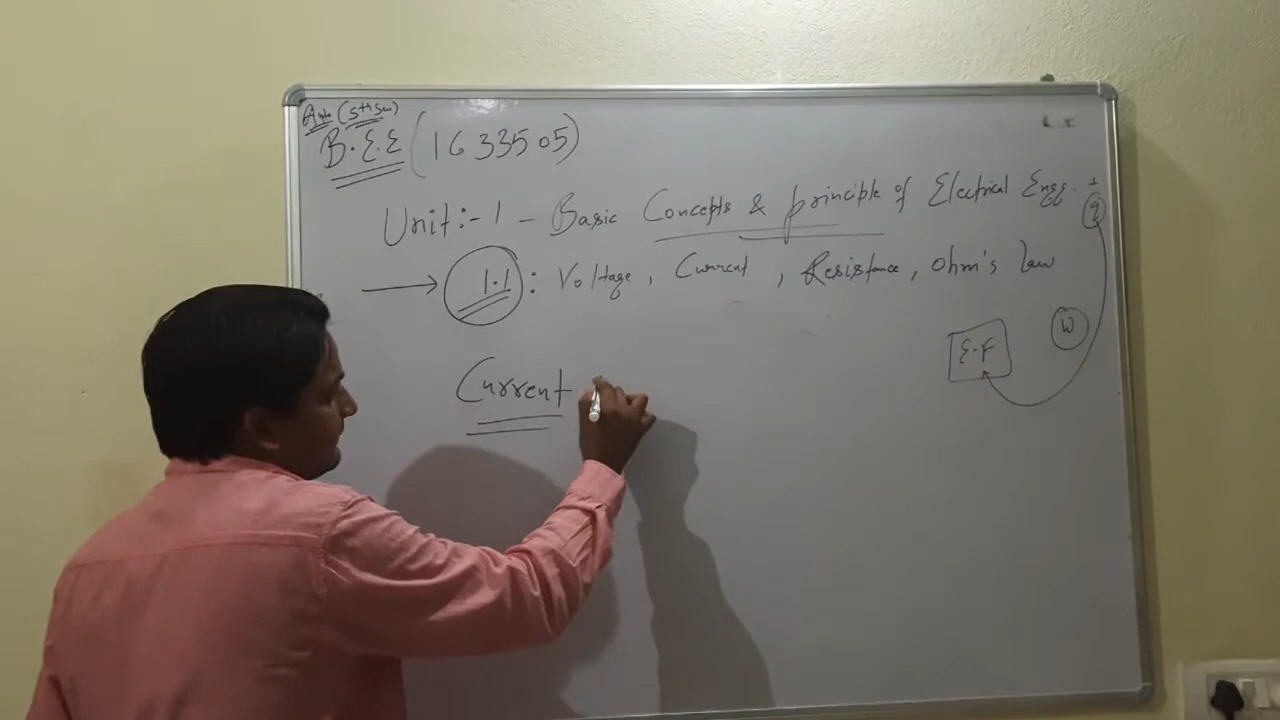 Auto (5th Sem)
B.E.E (1633505)
Unit:-1 - Basic Concepts & principle of Electrical Engg.
+
q
→ 1.1 : Voltage, Current, Resistance, Ohm's law
W
E.F
Current